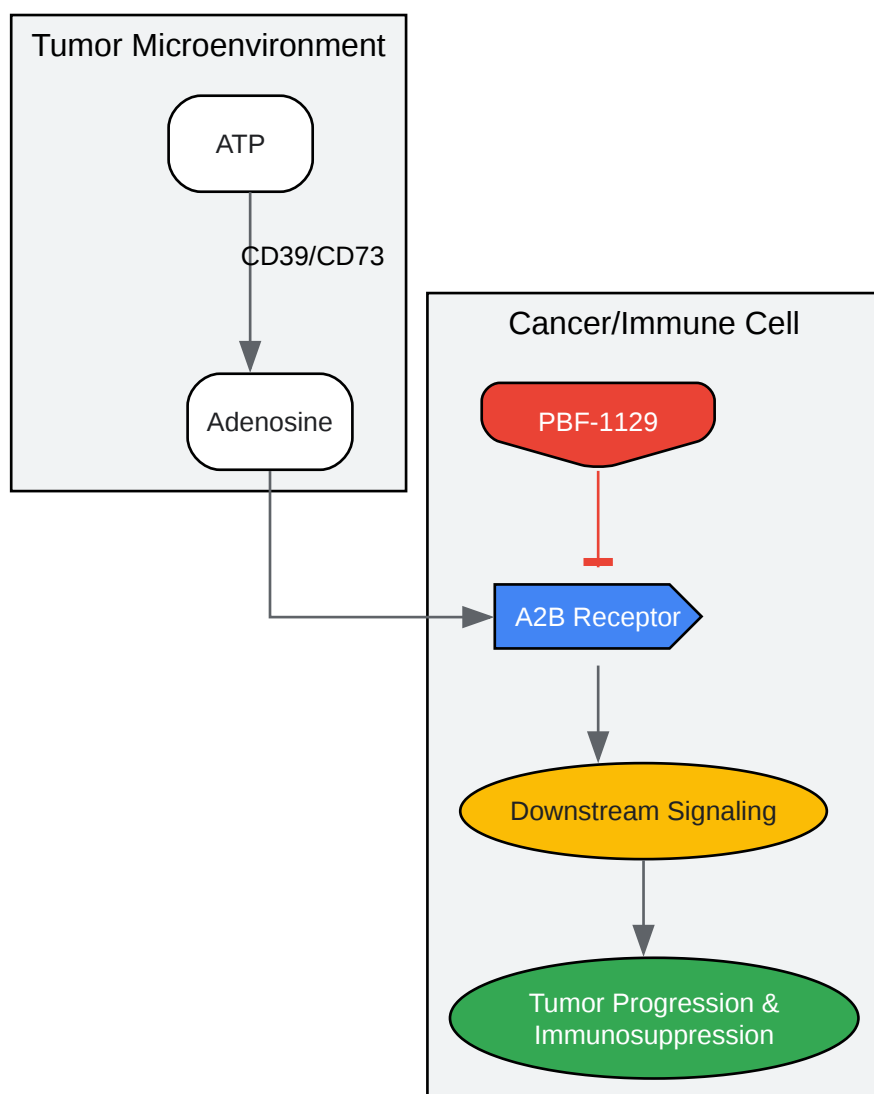 Tumor Microenvironment
ATP
CD39/CD73
Adenosine
Cancer/Immune Cell
PBF-1129
A2B Receptor
Downstream Signaling
Tumor Progression &
Immunosuppression